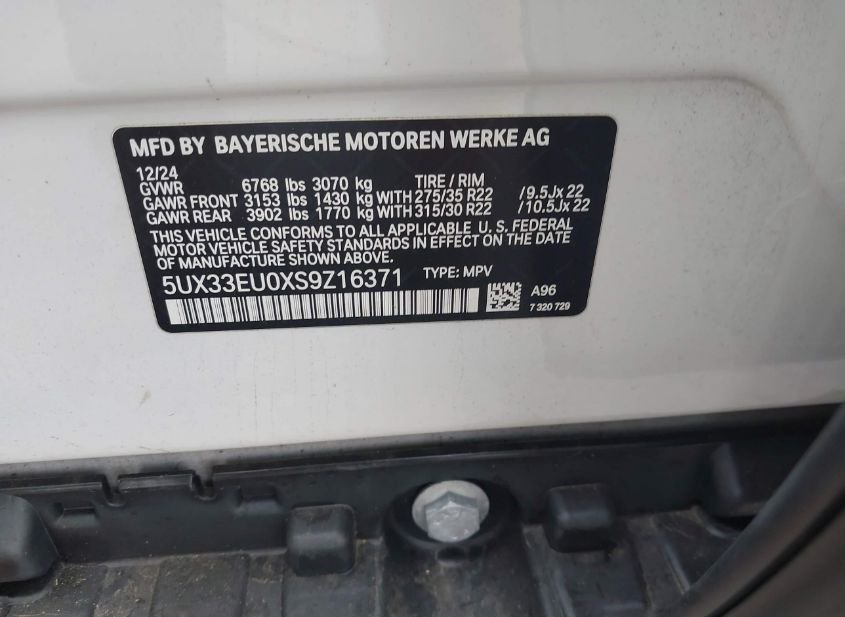 MFD BY BAYERISCHE MOTOREN WERKE AG
12/24
GVWR 6768 lbs 3070 kg TIRE / RIM
GAWR FRONT 3153 lbs 1430 kg WITH 275/35 R22 /9.5Jx22
GAWR REAR 3902 lbs 1770 kg WITH 315/30 R22 /10.5Jx22
THIS VEHICLE CONFORMS TO ALL APPLICABLE U. S. FEDERAL
MOTOR VEHICLE SAFETY STANDARDS IN EFFECT ON THE DATE
OF MANUFACTURE SHOWN ABOVE.
5UX33EU0XS9Z16371 TYPE: MPV
A96
7 320 729